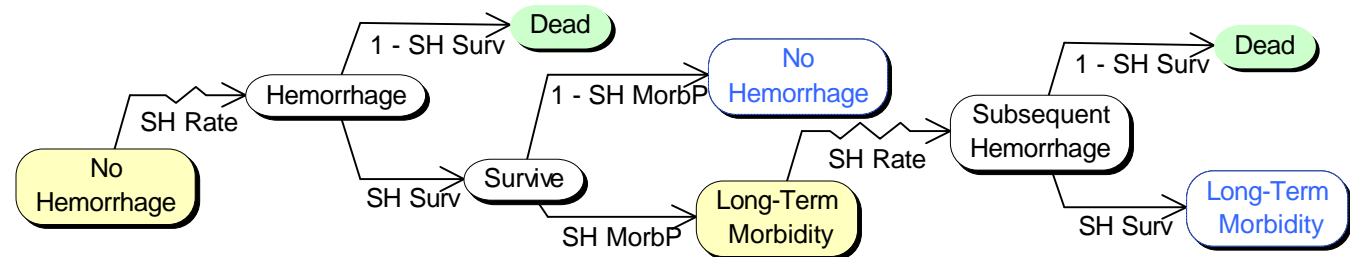 Dead
1 - SH Surv
Hemorrhage
SH Rate
No
Hemorrhage
SH Surv
Survive
1 - SH MorbP
No
Hemorrhage
SH MorbP
Long-Term
Morbidity
SH Rate
Subsequent
Hemorrhage
1 - SH Surv
Dead
SH Surv
Long-Term
Morbidity